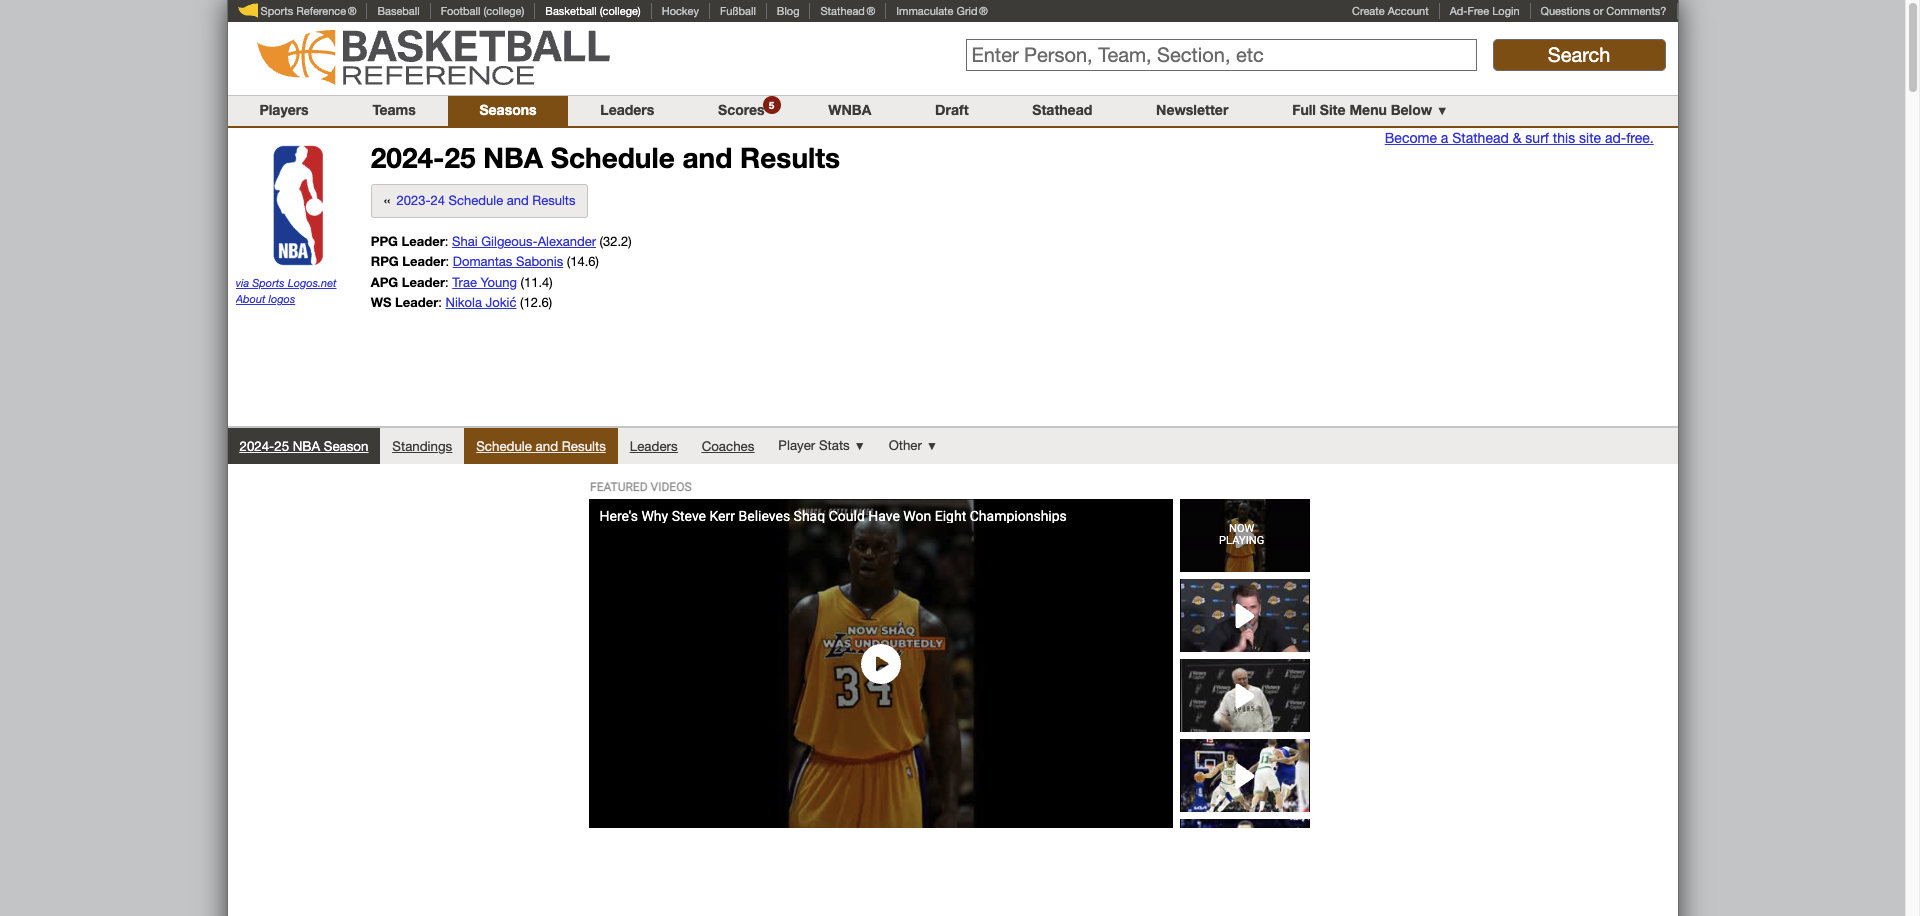 Sports Reference ® Baseball Football (college) Basketball (college) Hockey Fußball Blog Stathead ® Immaculate Grid ® Create Account Ad-Free Login Questions or Comments?
BASKETBALL
REFERENCE
Enter Person, Team, Section, etc Search
Players Teams Seasons Leaders Scores 5 WNBA Draft Stathead Newsletter Full Site Menu Below ▼
Become a Stathead & surf this site ad-free.
NBA
via Sports Logos.net
About logos
2024-25 NBA Schedule and Results
« 2023-24 Schedule and Results
PPG Leader: Shai Gilgeous-Alexander (32.2)
RPG Leader: Domantas Sabonis (14.6)
APG Leader: Trae Young (11.4)
WS Leader: Nikola Jokić (12.6)
2024-25 NBA Season Standings Schedule and Results Leaders Coaches Player Stats ▼ Other ▼
FEATURED VIDEOS
Here's Why Steve Kerr Believes Shaq Could Have Won Eight Championships
NOW SHAQ
WAS UNDOUBTEDLY
34
NOW
PLAYING
SPURS